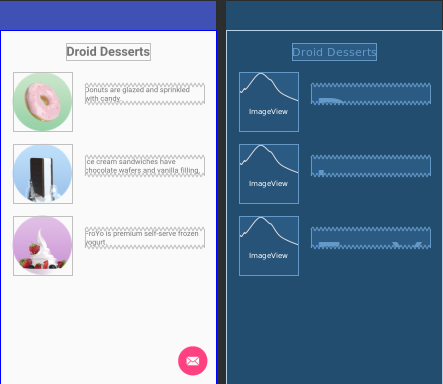 Droid Desserts
Donuts are glazed and sprinkled
with candy.
Ice cream sandwiches have
chocolate wafers and vanilla filling.
FroYo is premium self-serve frozen
yogurt.
Droid Desserts
ImageView
ImageView
ImageView